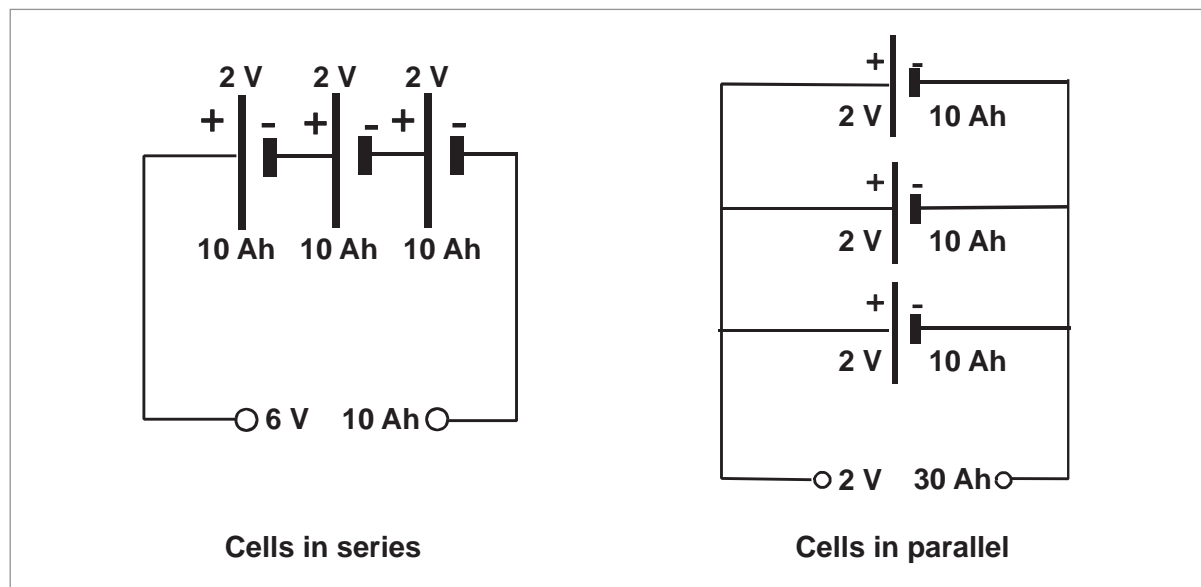 2 V 2 V 2 V
+ - + - + -
10 Ah 10 Ah 10 Ah
6 V 10 Ah
Cells in series
+ -
2 V 10 Ah
+ -
2 V 10 Ah
+ -
2 V 10 Ah
2 V 30 Ah
Cells in parallel